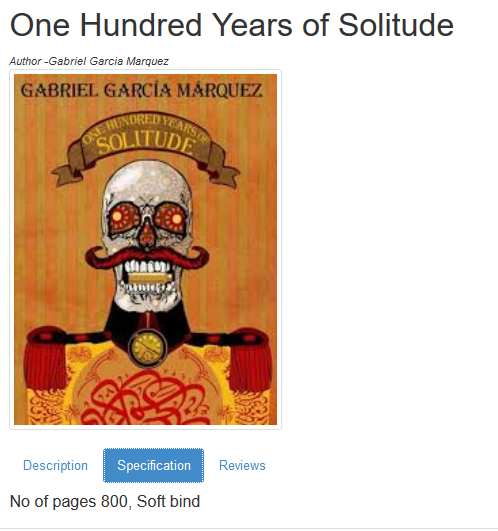 One Hundred Years of Solitude
Author -Gabriel Garcia Marquez
GABRIEL GARCÍA MÁRQUEZ
ONE HUNDRED YEARS OF
SOLITUDE
Description Specification Reviews
No of pages 800, Soft bind